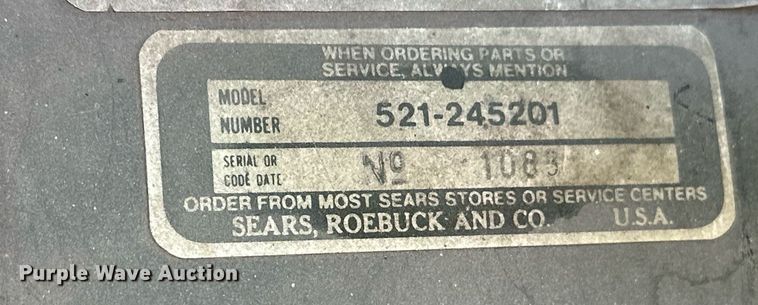 WHEN ORDERING PARTS OR
SERVICE, ALWAYS MENTION
MODEL
NUMBER
521-245201
SERIAL OR
CODE DATE
Nº 1083
ORDER FROM MOST SEARS STORES OR SERVICE CENTERS
SEARS, ROEBUCK AND CO. U.S.A.
Purple Wave Auction